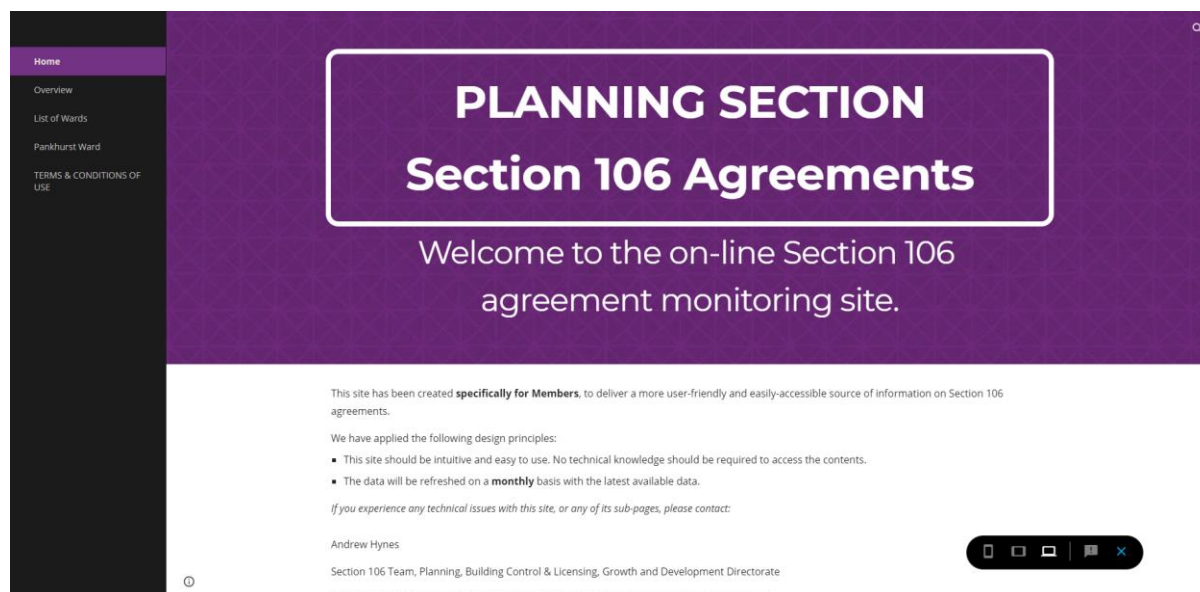 Home
Overview
List of Wards
Pankhurst Ward
TERMS & CONDITIONS OF
USE
PLANNING SECTION
Section 106 Agreements
Welcome to the on-line Section 106
agreement monitoring site.
This site has been created specifically for Members, to deliver a more user-friendly and easily-accessible source of information on Section 106
agreements.
We have applied the following design principles:
▪ This site should be intuitive and easy to use. No technical knowledge should be required to access the contents.
▪ The data will be refreshed on a monthly basis with the latest available data.
If you experience any technical issues with this site, or any of its sub-pages, please contact:
Andrew Hynes
Section 106 Team, Planning, Building Control & Licensing, Growth and Development Directorate